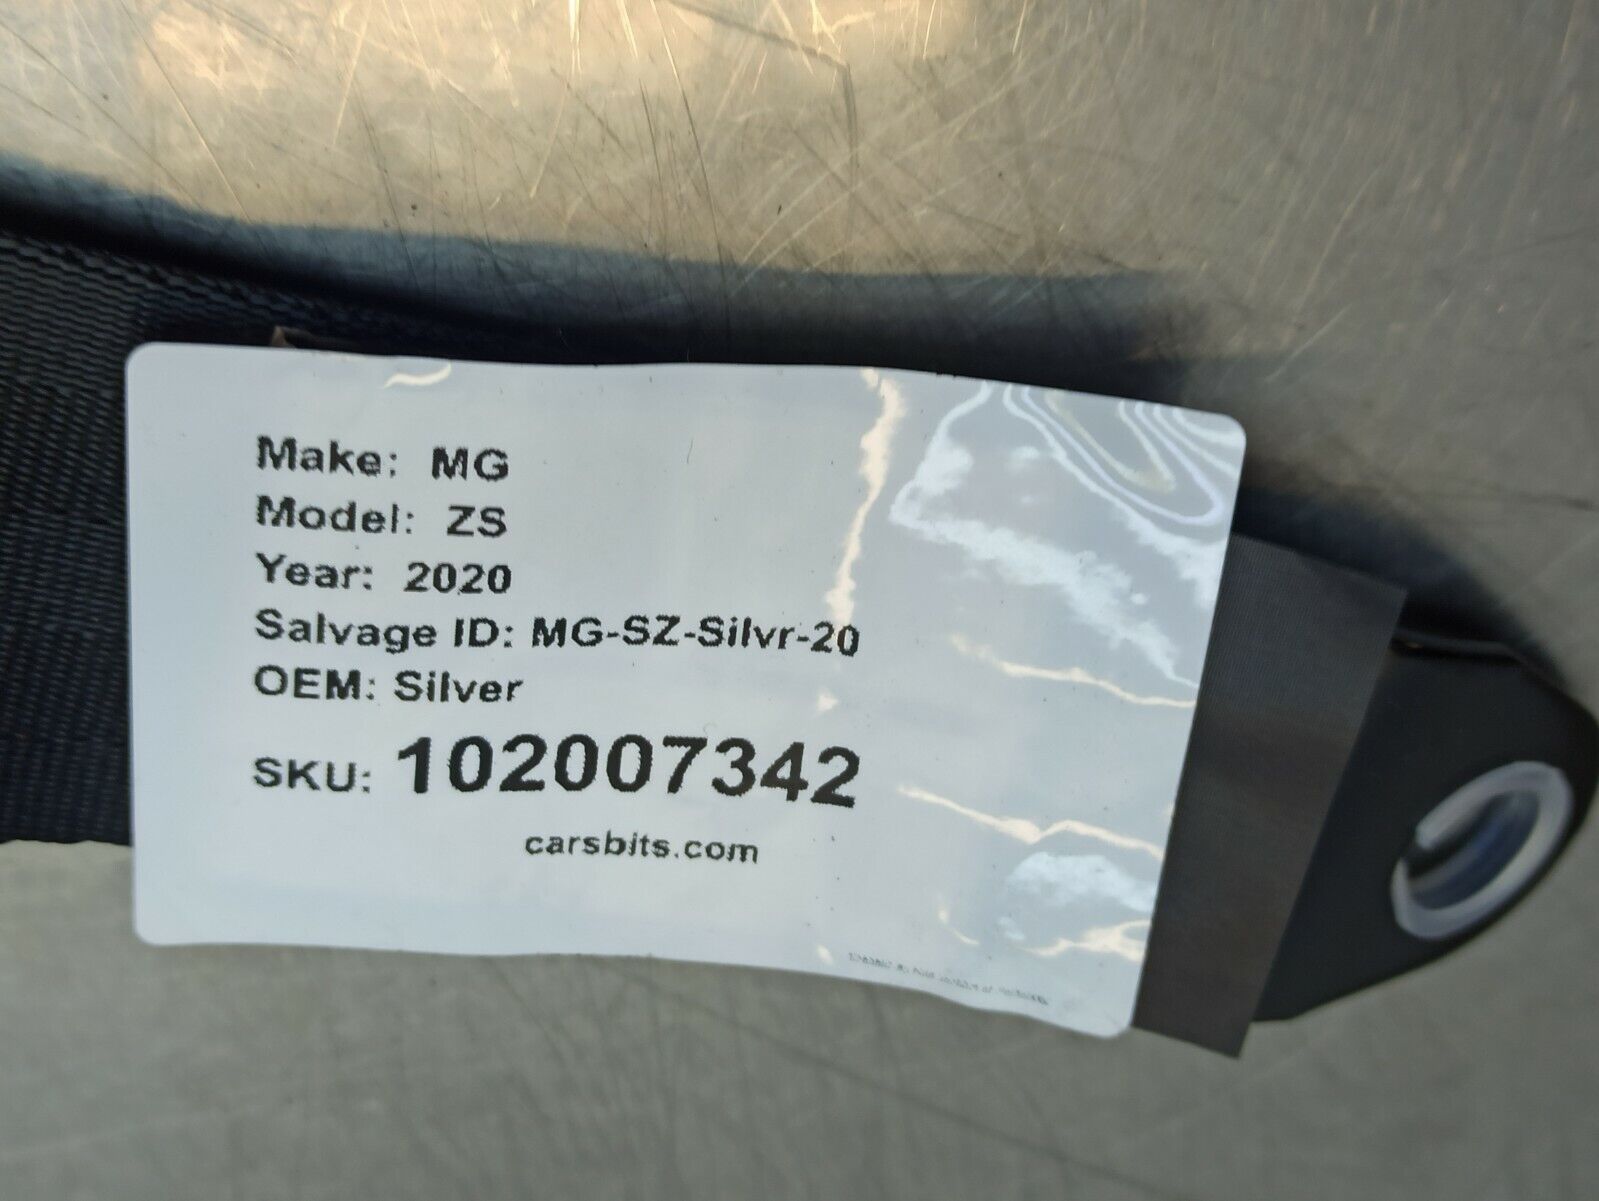 Make: MG
Model: ZS
Year: 2020
Salvage ID: MG-SZ-Silvr-20
OEM: Silver
SKU: 102007342
carsbits.com